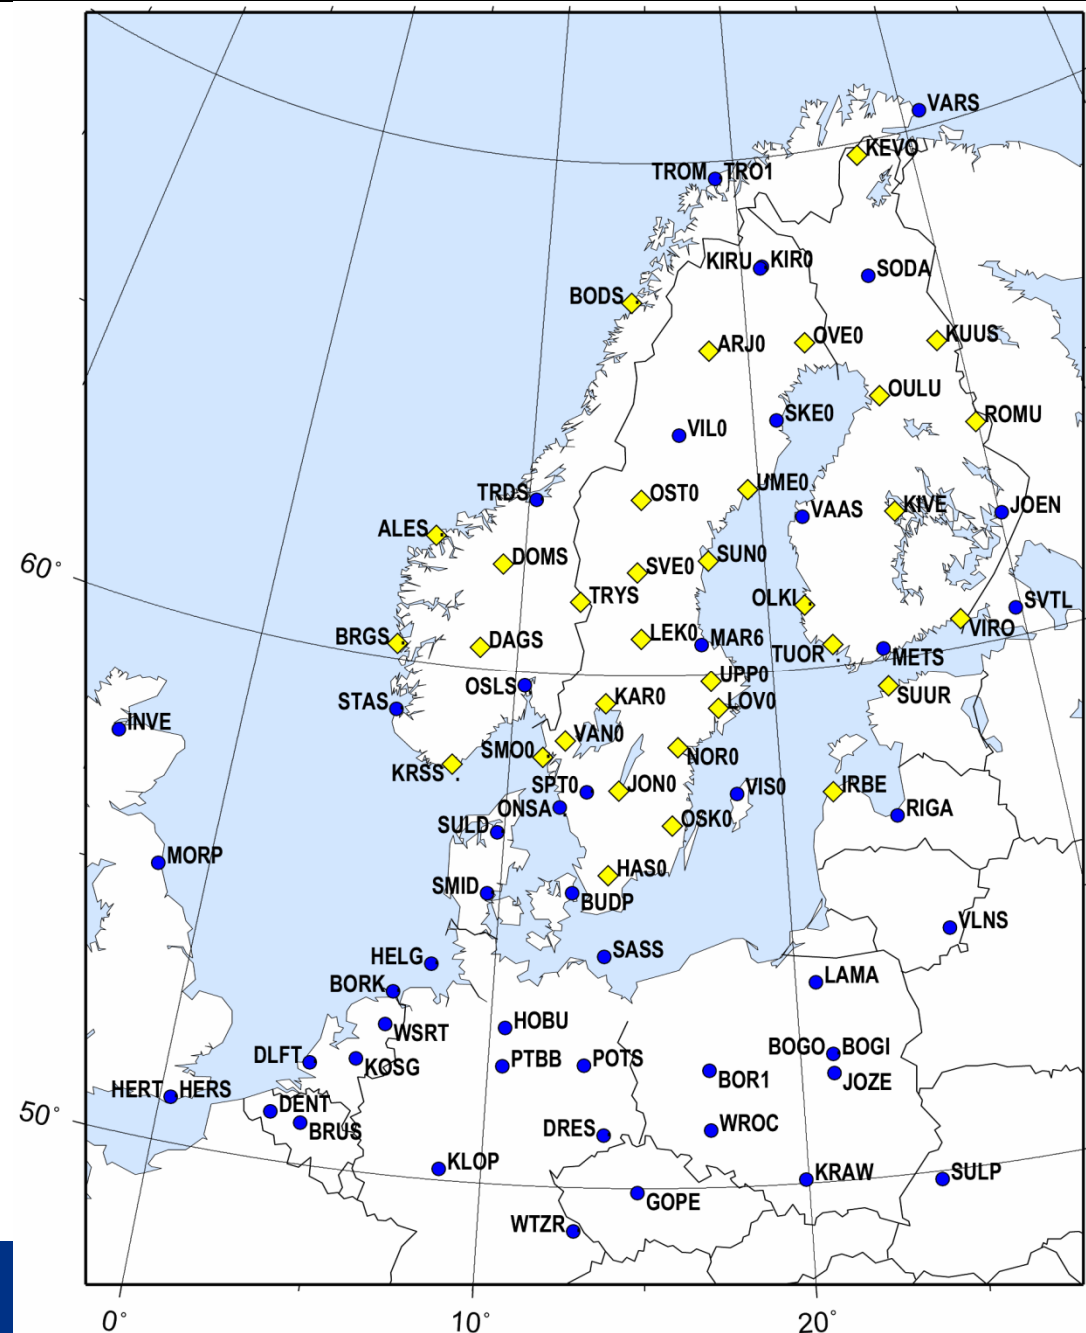 VARS
KEVO
TROM TRO1
KIRU KIR0
SODA
BODS
ARJ0
OVE0
KUUS
OULU
ROMU
SKE0
VIL0
UME0
TRDS
OST0
VAAS
KIVE
JOEN
ALES
DOMS
SVE0
SUN0
60°
TRYS
OLKI
SVTL
BRGS
DAGS
LEK0
MAR6
VIRO
TUOR
METS
UPP0
OSLS
SUUR
STAS
KAR0
LOV0
INVE
VAN0
SMO0
NOR0
KRSS
SPT0
JON0
VIS0
IRBE
ONSA
RIGA
SULD
OSK0
MORP
HAS0
SMID
BUDP
VLNS
SASS
HELG
LAMA
BORK
HOBU
WSRT
BOGO BOGI
DLFT
KOSG
PTBB
POTS
BOR1
JOZE
HERT HERS
DENT
50°
BRUS
DRES
WROC
KLOP
KRAW
SULP
GOPE
WTZR
0°
10°
20°